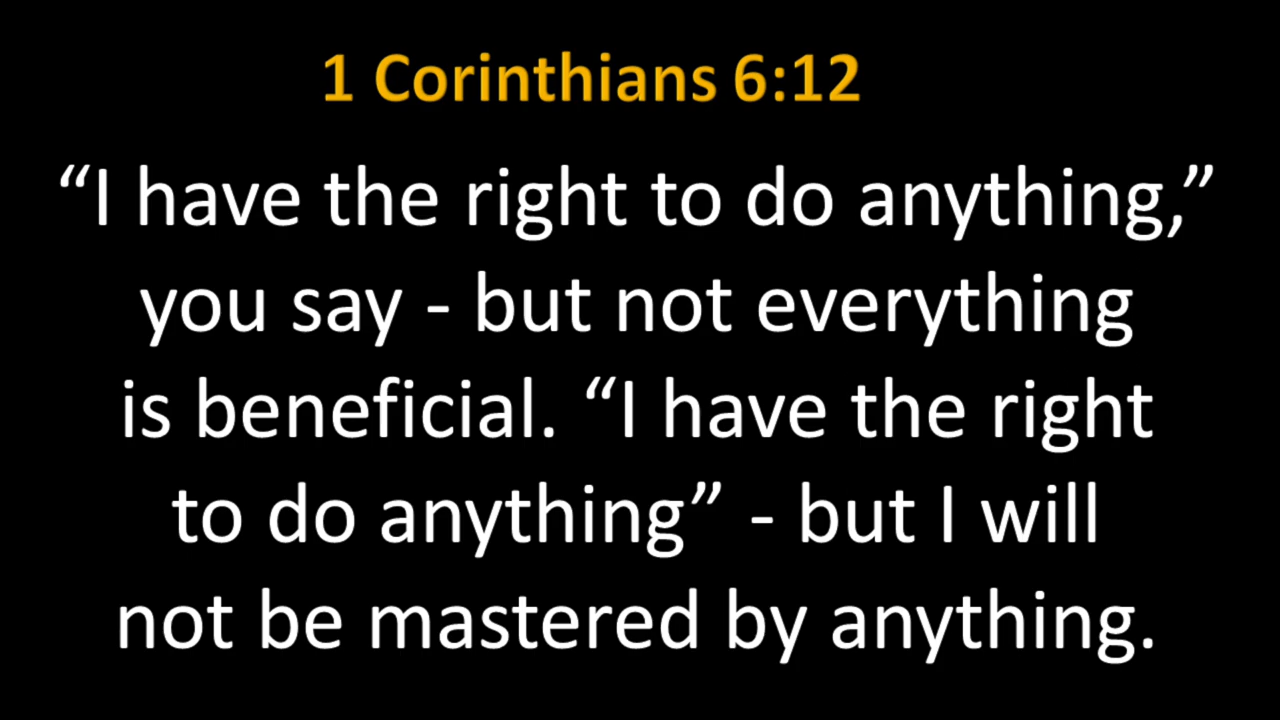 1 Corinthians 6:12
“I have the right to do anything,”
you say - but not everything
is beneficial. “I have the right
to do anything” - but I will
not be mastered by anything.